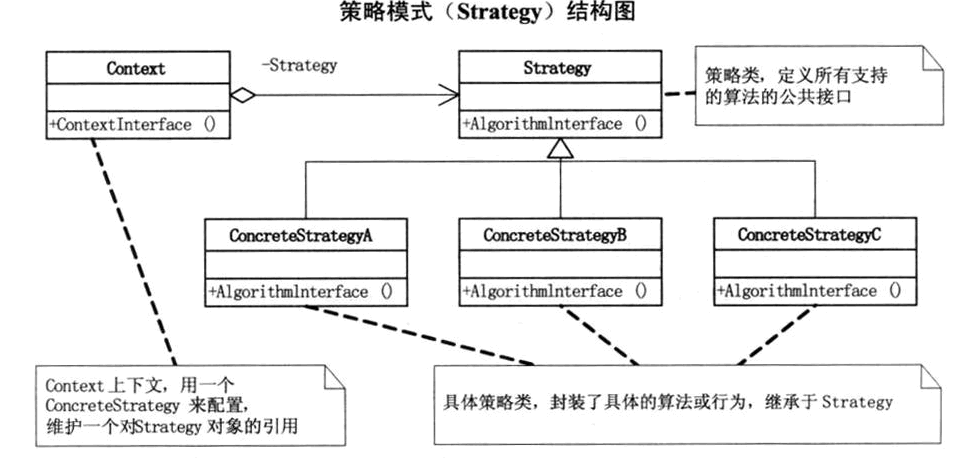 策略模式（Strategy）结构图
Context
-Strategy
Strategy
+ContextInterface ()
+AlgorithmInterface ()
策略类，定义所有支持
的算法的公共接口
ConcreteStrategyA
ConcreteStrategyB
ConcreteStrategyC
+AlgorithmInterface ()
+AlgorithmInterface ()
+AlgorithmInterface ()
Context 上下文，用一个
ConcreteStrategy 来配置，
维护一个对Strategy 对象的引用
具体策略类，封装了具体的算法或行为，继承于 Strategy